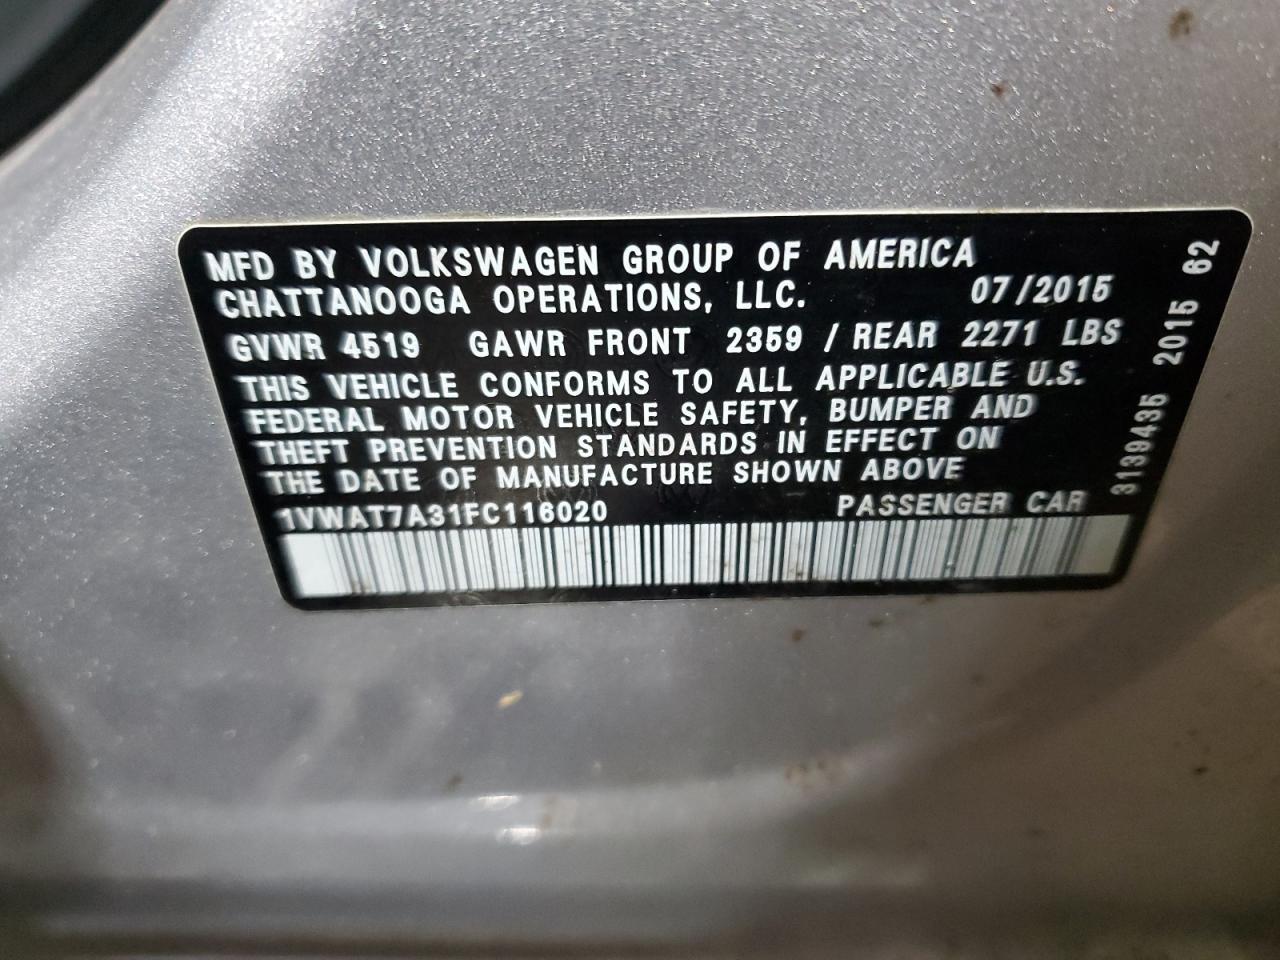 MFD BY VOLKSWAGEN GROUP OF AMERICA
CHATTANOOGA OPERATIONS, LLC. 07/2015
GVWR 4519 GAWR FRONT 2359 / REAR 2271 LBS
THIS VEHICLE CONFORMS TO ALL APPLICABLE U.S.
FEDERAL MOTOR VEHICLE SAFETY, BUMPER AND
THEFT PREVENTION STANDARDS IN EFFECT ON
THE DATE OF MANUFACTURE SHOWN ABOVE
1VWAT7A31FC116020 PASSENGER CAR
3139435 2015 62